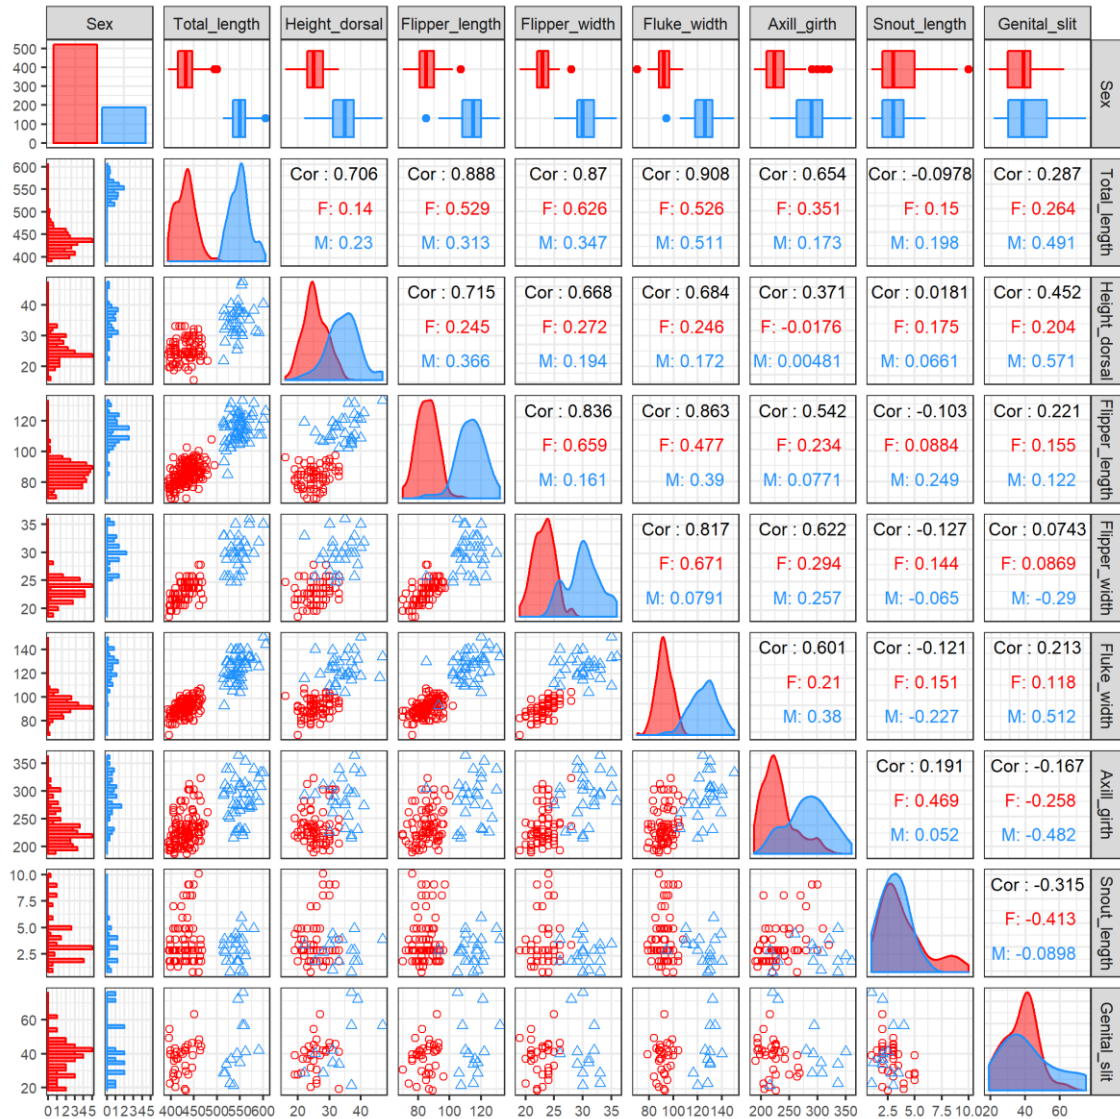 Sex Total_length Height_dorsal Flipper_length Flipper_width Fluke_width Axill_girth Snout_length Genital_slit
500
400
300
200
100
0
Sex
600
550
500
450
400
Cor : 0.706 Cor : 0.888 Cor : 0.87 Cor : 0.908 Cor : 0.654 Cor : -0.0978 Cor : 0.287
F: 0.14 F: 0.529 F: 0.626 F: 0.526 F: 0.351 F: 0.15 F: 0.264
M: 0.23 M: 0.313 M: 0.347 M: 0.511 M: 0.173 M: 0.198 M: 0.491
Total_length
40
30
20
Cor : 0.715 Cor : 0.668 Cor : 0.684 Cor : 0.371 Cor : 0.0181 Cor : 0.452
F: 0.245 F: 0.272 F: 0.246 F: -0.0176 F: 0.175 F: 0.204
M: 0.366 M: 0.194 M: 0.172 M: 0.00481 M: 0.0661 M: 0.571
Height_dorsal
120
100
80
Cor : 0.836 Cor : 0.863 Cor : 0.542 Cor : -0.103 Cor : 0.221
F: 0.659 F: 0.477 F: 0.234 F: 0.0884 F: 0.155
M: 0.161 M: 0.39 M: 0.0771 M: 0.249 M: 0.122
Flipper_length
35
30
25
20
Cor : 0.817 Cor : 0.622 Cor : -0.127 Cor : 0.0743
F: 0.671 F: 0.294 F: 0.144 F: 0.0869
M: 0.0791 M: 0.257 M: -0.065 M: -0.29
Flipper_width
140
120
100
80
Cor : 0.601 Cor : -0.121 Cor : 0.213
F: 0.21 F: 0.151 F: 0.118
M: 0.38 M: -0.227 M: 0.512
Fluke_width
350
300
250
200
Cor : 0.191 Cor : -0.167
F: 0.469 F: -0.258
M: 0.052 M: -0.482
Axill_girth
10.0
7.5
5.0
2.5
Cor : -0.315
F: -0.413
M: -0.0898
Snout_length
60
40
20
Genital_slit
0 1 2 3 4 5 0 1 2 3 4 5 400 450 500 550 600 20 30 40 80 100 120 20 25 30 35 80 100 120 140 200 250 300 350 2.5 5.0 7.5 10.0 20 40 60